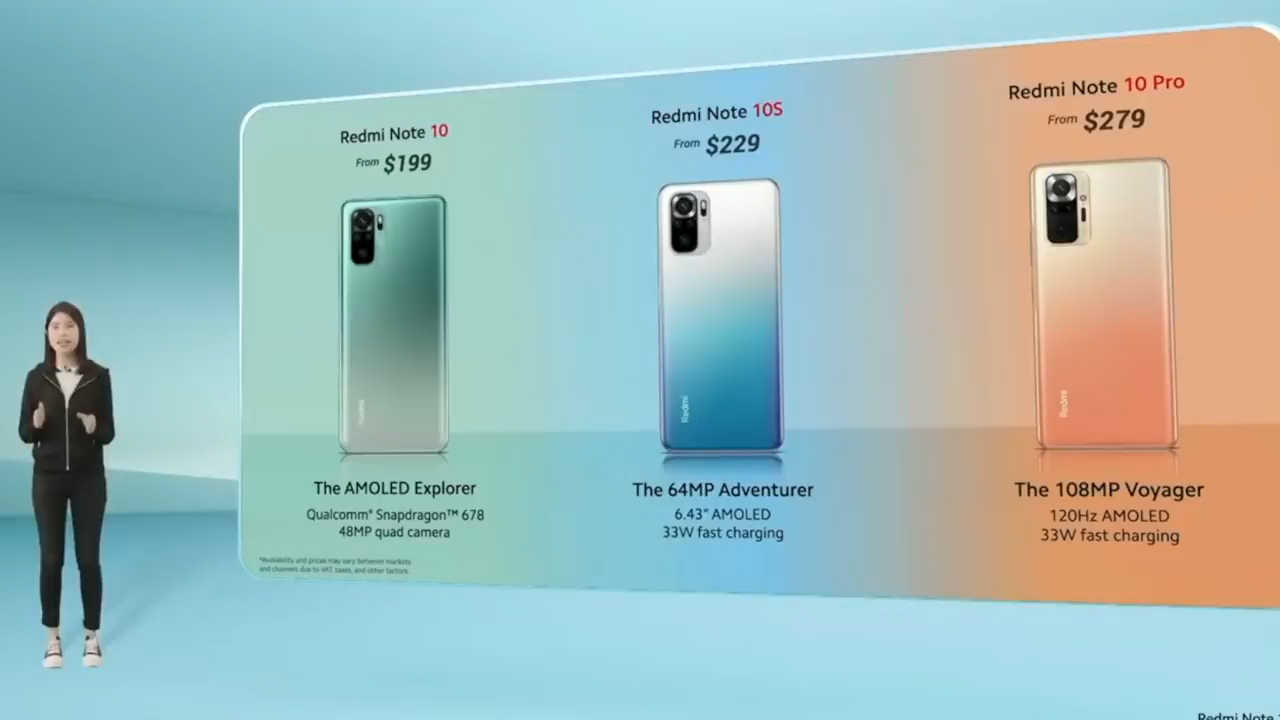 Redmi Note 10
From $199
Redmi
The AMOLED Explorer
Qualcomm® Snapdragon™ 678
48MP quad camera
*Availability and prices may vary between markets
and channels due to VAT, taxes, and other factors.
Redmi Note 10S
From $229
Redmi
The 64MP Adventurer
6.43" AMOLED
33W fast charging
Redmi Note 10 Pro
From $279
Redmi
The 108MP Voyager
120Hz AMOLED
33W fast charging
Redmi Note